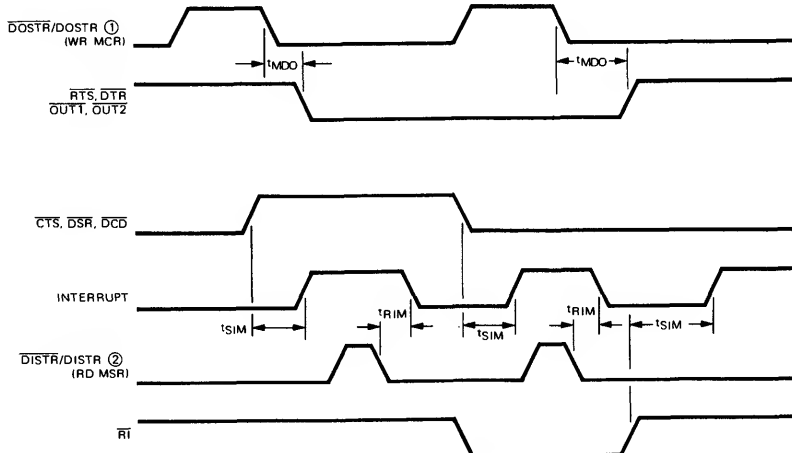 DOSTR/DOSTR ①
(WR MCR)
tMDO
tMDO
RTS, DTR
OUT1, OUT2
CTS, DSR, DCD
INTERRUPT
tSIM
tRIM
tSIM
tRIM
tSIM
DISTR/DISTR ②
(RD MSR)
RI